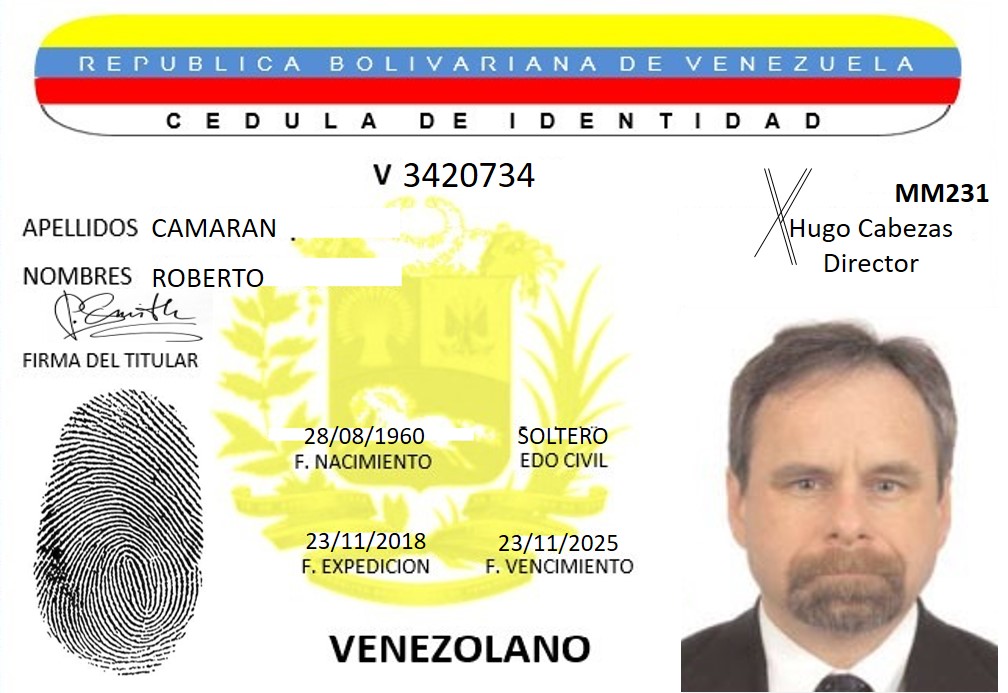 REPUBLICA BOLIVARIANA DE VENEZUELA
CEDULA DE IDENTIDAD
V 3420734
MM231
Hugo Cabezas
Director
APELLIDOS CAMARAN .
NOMBRES ROBERTO
FIRMA DEL TITULAR
28/08/1960 SOLTERO
F. NACIMIENTO EDO CIVIL
23/11/2018 23/11/2025
F. EXPEDICION F. VENCIMIENTO
VENEZOLANO